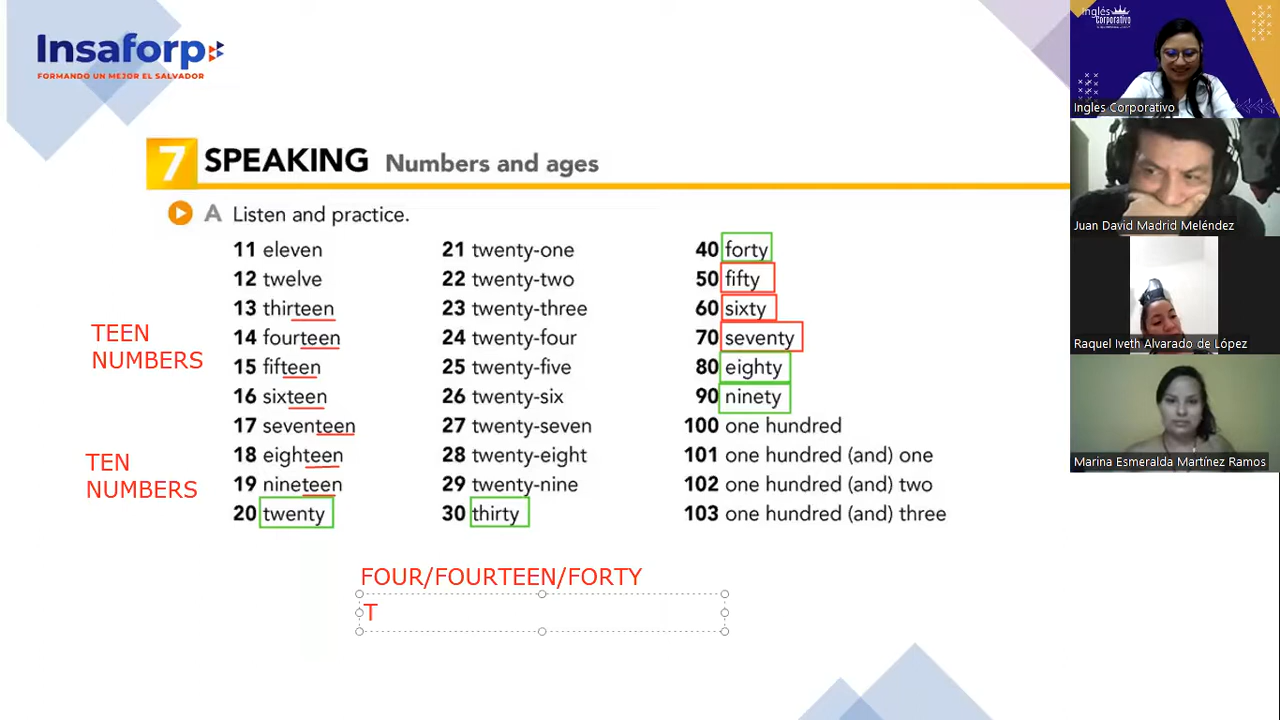 Insaforp
FORMANDO UN MEJOR EL SALVADOR
7 SPEAKING Numbers and ages
A Listen and practice.
11 eleven
12 twelve
13 thirteen
14 fourteen
15 fifteen
16 sixteen
17 seventeen
18 eighteen
19 nineteen
20 twenty
21 twenty-one
22 twenty-two
23 twenty-three
24 twenty-four
25 twenty-five
26 twenty-six
27 twenty-seven
28 twenty-eight
29 twenty-nine
30 thirty
40 forty
50 fifty
60 sixty
70 seventy
80 eighty
90 ninety
100 one hundred
101 one hundred (and) one
102 one hundred (and) two
103 one hundred (and) three
TEEN
NUMBERS
TEN
NUMBERS
FOUR/FOURTEEN/FORTY
T
Inglés
Corporativo
Ingles Corporativo
Juan David Madrid Meléndez
Raquel Iveth Alvarado de López
Marina Esmeralda Martínez Ramos